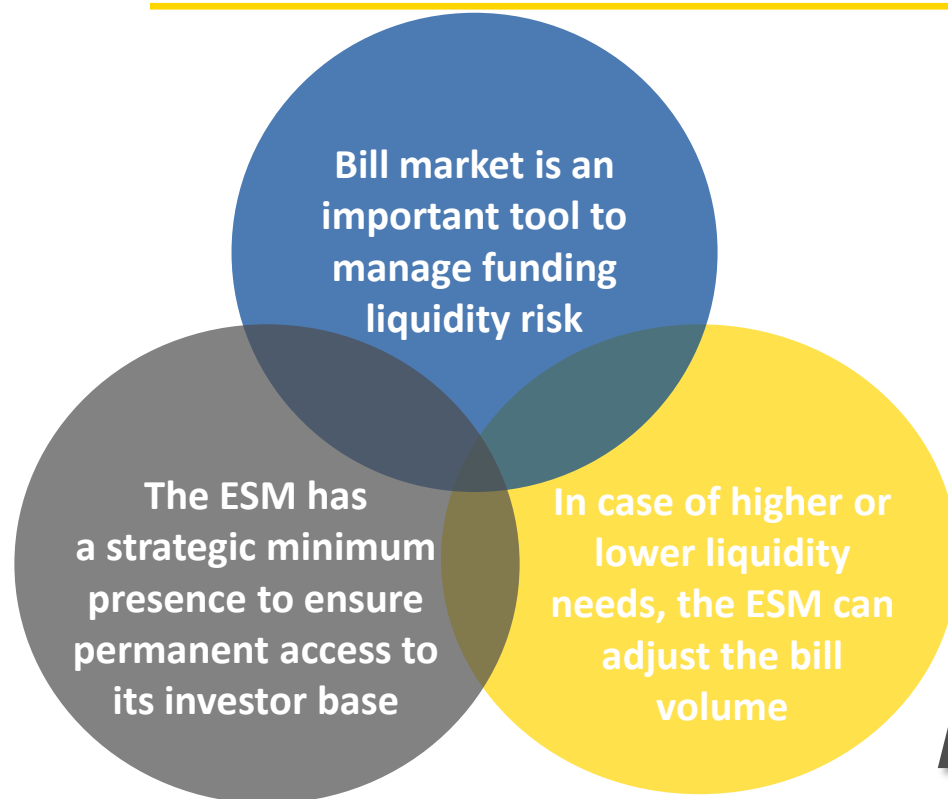 Bill market is an
important tool to
manage funding
liquidity risk
The ESM has
a strategic minimum
presence to ensure
permanent access to
its investor base
In case of higher or
lower liquidity
needs, the ESM can
adjust the bill
volume